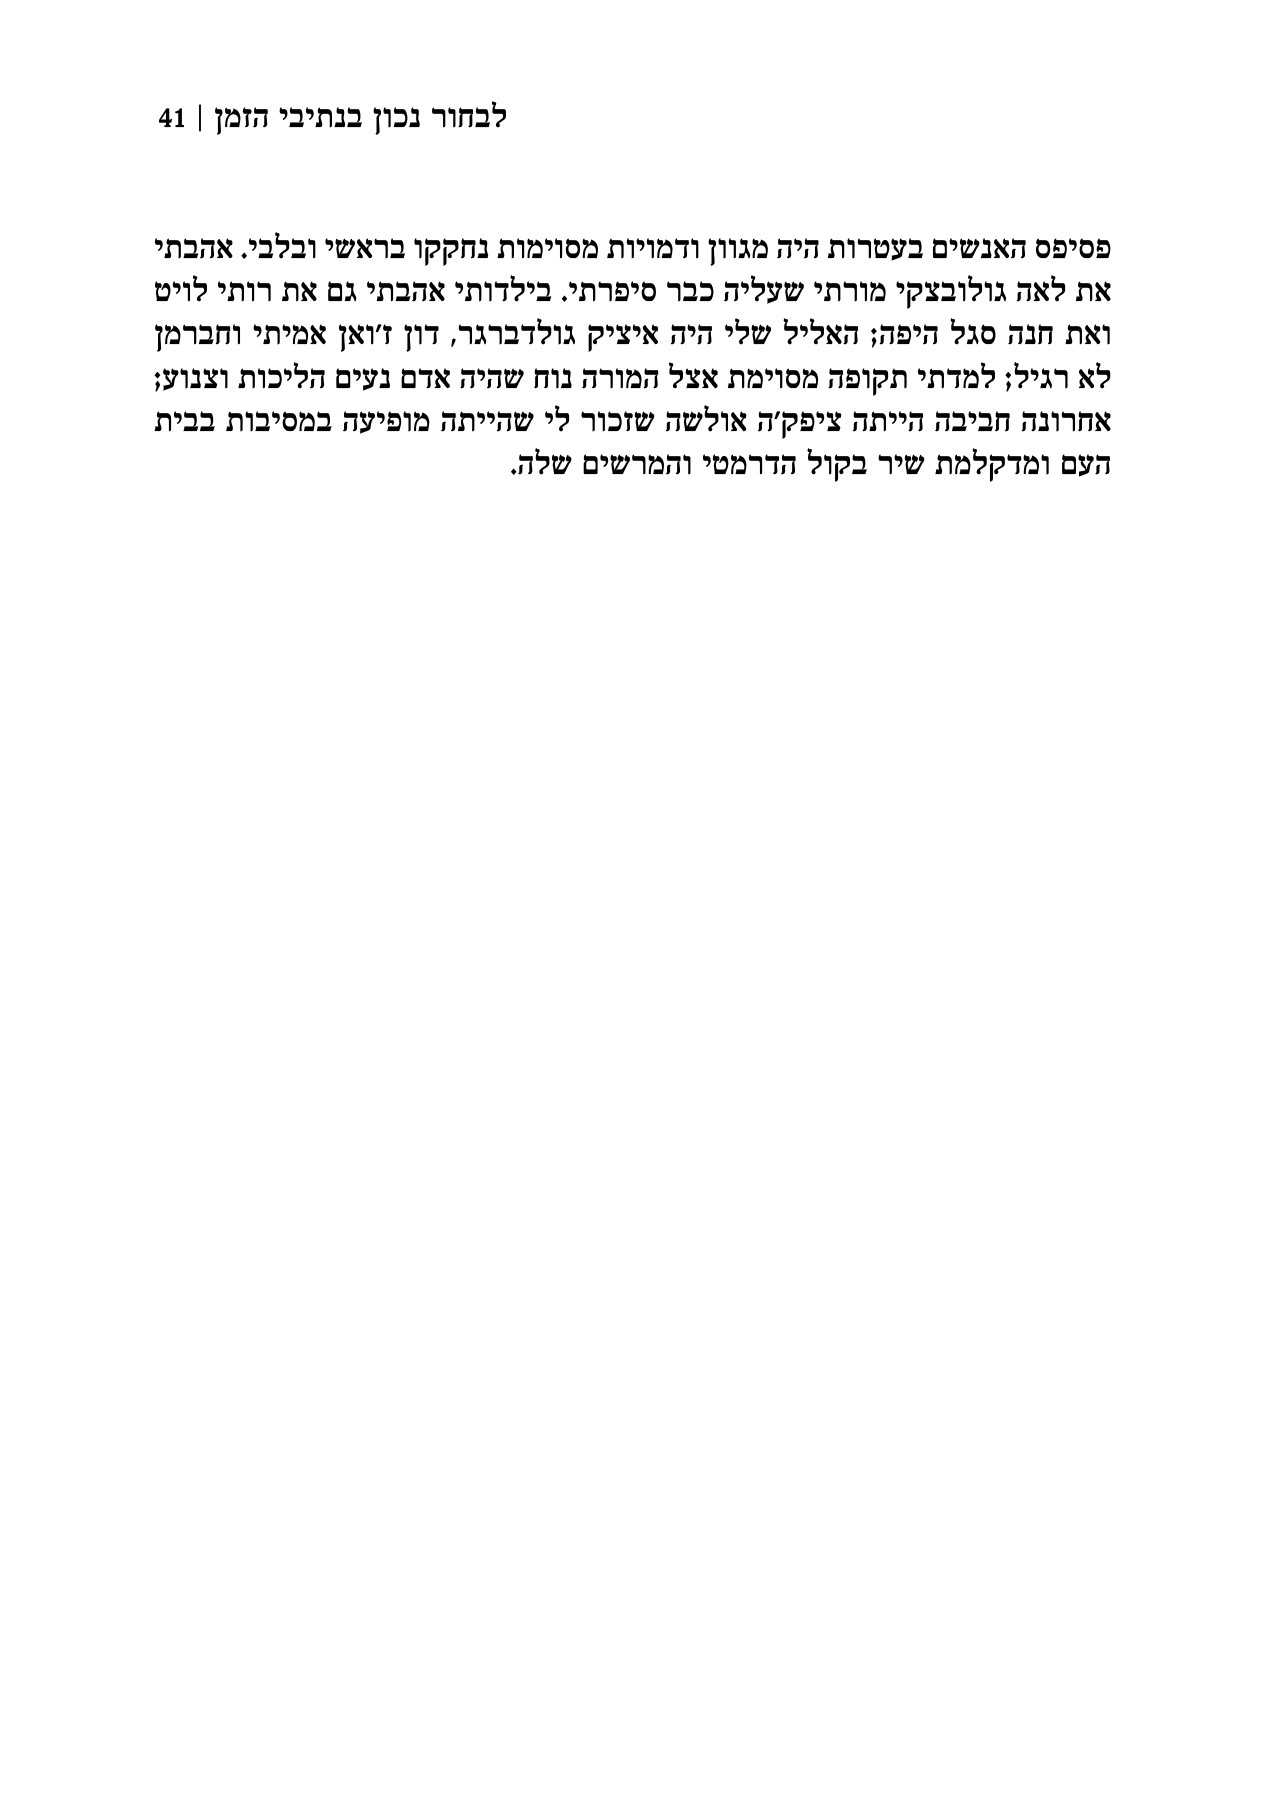 לבחור נכון בנתיבי הזמן | 41
פסיפס האנשים בעטרות היה מגוון ודמויות מסוימות נחקקו בראשי ובלבי. אהבתי
את לאה גולובצקי מורתי שעליה כבר סיפרתי. בילדותי אהבתי גם את רותי לויט
ואת חנה סגל היפה; האליל שלי היה איציק גולדברגר, דון ז'ואן אמיתי וחברמן
לא רגיל; למדתי תקופה מסוימת אצל המורה נוח שהיה אדם נעים הליכות וצנוע;
אחרונה חביבה הייתה ציפק'ה אולשה שזכור לי שהייתה מופיעה במסיבות בבית
העם ומדקלמת שיר בקול הדרמטי והמרשים שלה.